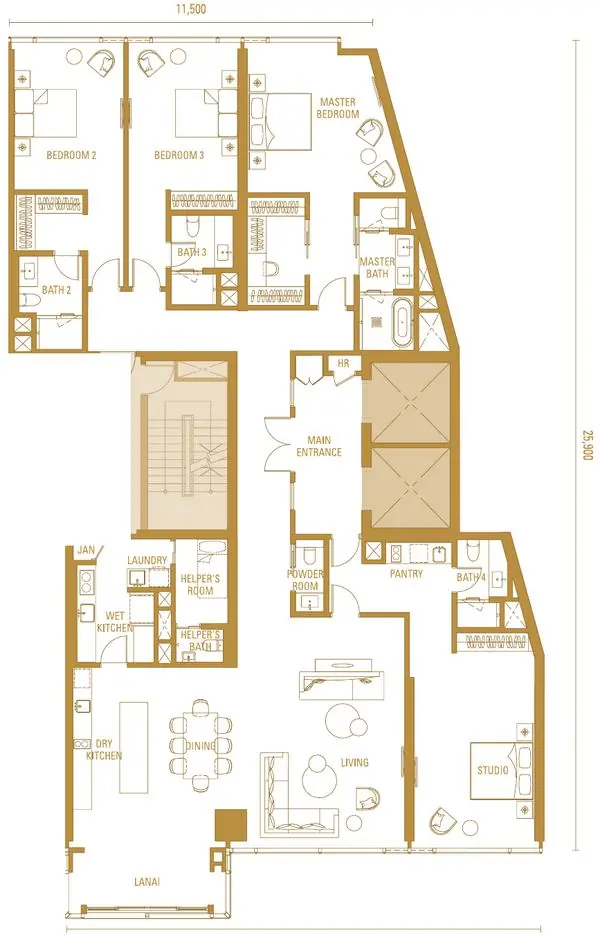 11,500
MASTER
BEDROOM
BEDROOM 2
BEDROOM 3
BATH 3
MASTER
BATH
BATH 2
HR
MAIN
ENTRANCE
25,900
JAN
LAUNDRY
HELPER'S
ROOM
POWDER
ROOM
PANTRY
BATH 4
WET
KITCHEN
HELPER'S
BATH
DRY
KITCHEN
DINING
LIVING
STUDIO
LANAI